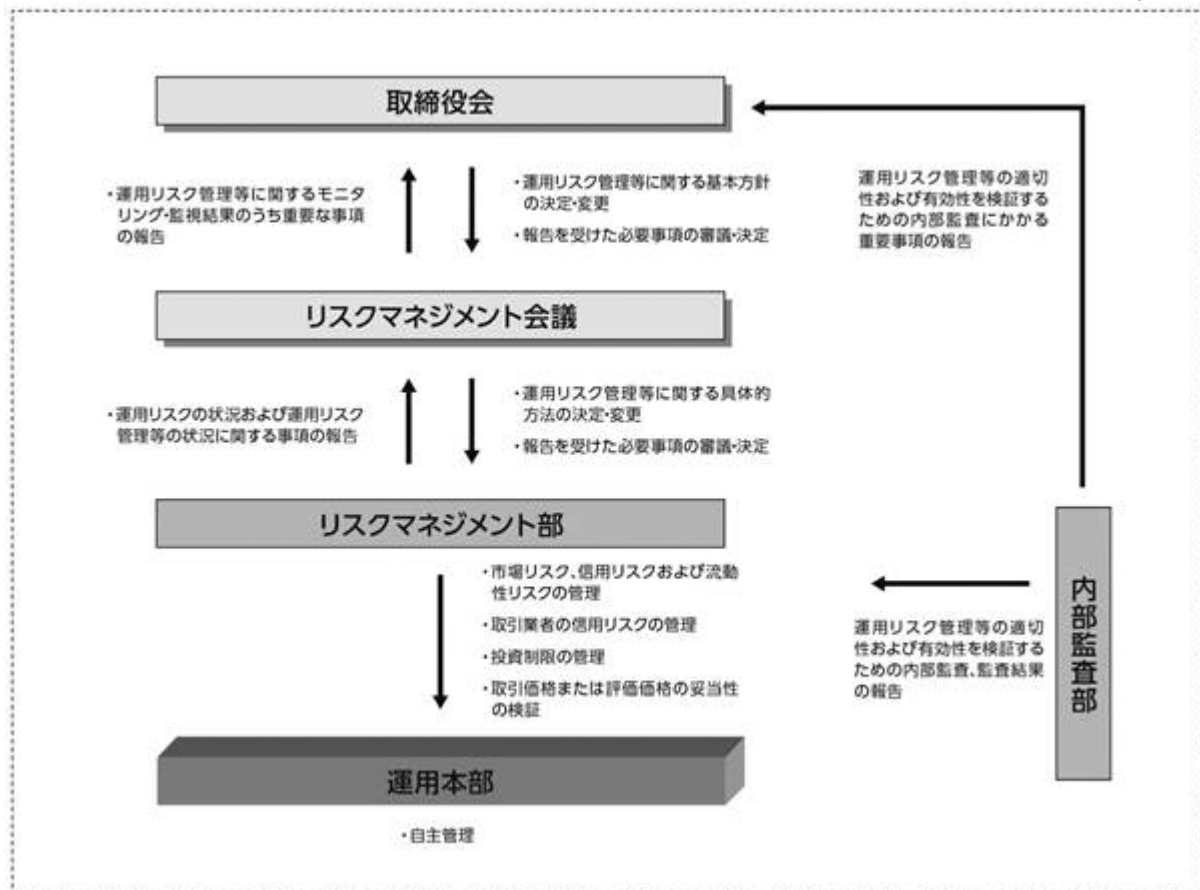 取締役会
・運用リスク管理等に関するモニタ
リング・監視結果のうち重要な事項
の報告
・運用リスク管理等に関する基本方針
の決定・変更
・報告を受けた必要事項の審議・決定
運用リスク管理等の適切
性および有効性を検証す
るための内部監査にかかる
重要事項の報告
リスクマネジメント会議
・運用リスクの状況および運用リスク
管理等の状況に関する事項の報告
・運用リスク管理等に関する具体的
方法の決定・変更
・報告を受けた必要事項の審議・決定
リスクマネジメント部
・市場リスク、信用リスクおよび流動
性リスクの管理
・取引業者の信用リスクの管理
・投資制限の管理
・取引価格または評価価格の妥当性
の検証
運用リスク管理等の適切
性および有効性を検証する
ための内部監査、監査結果
の報告
内部監査部
運用本部
・自主管理